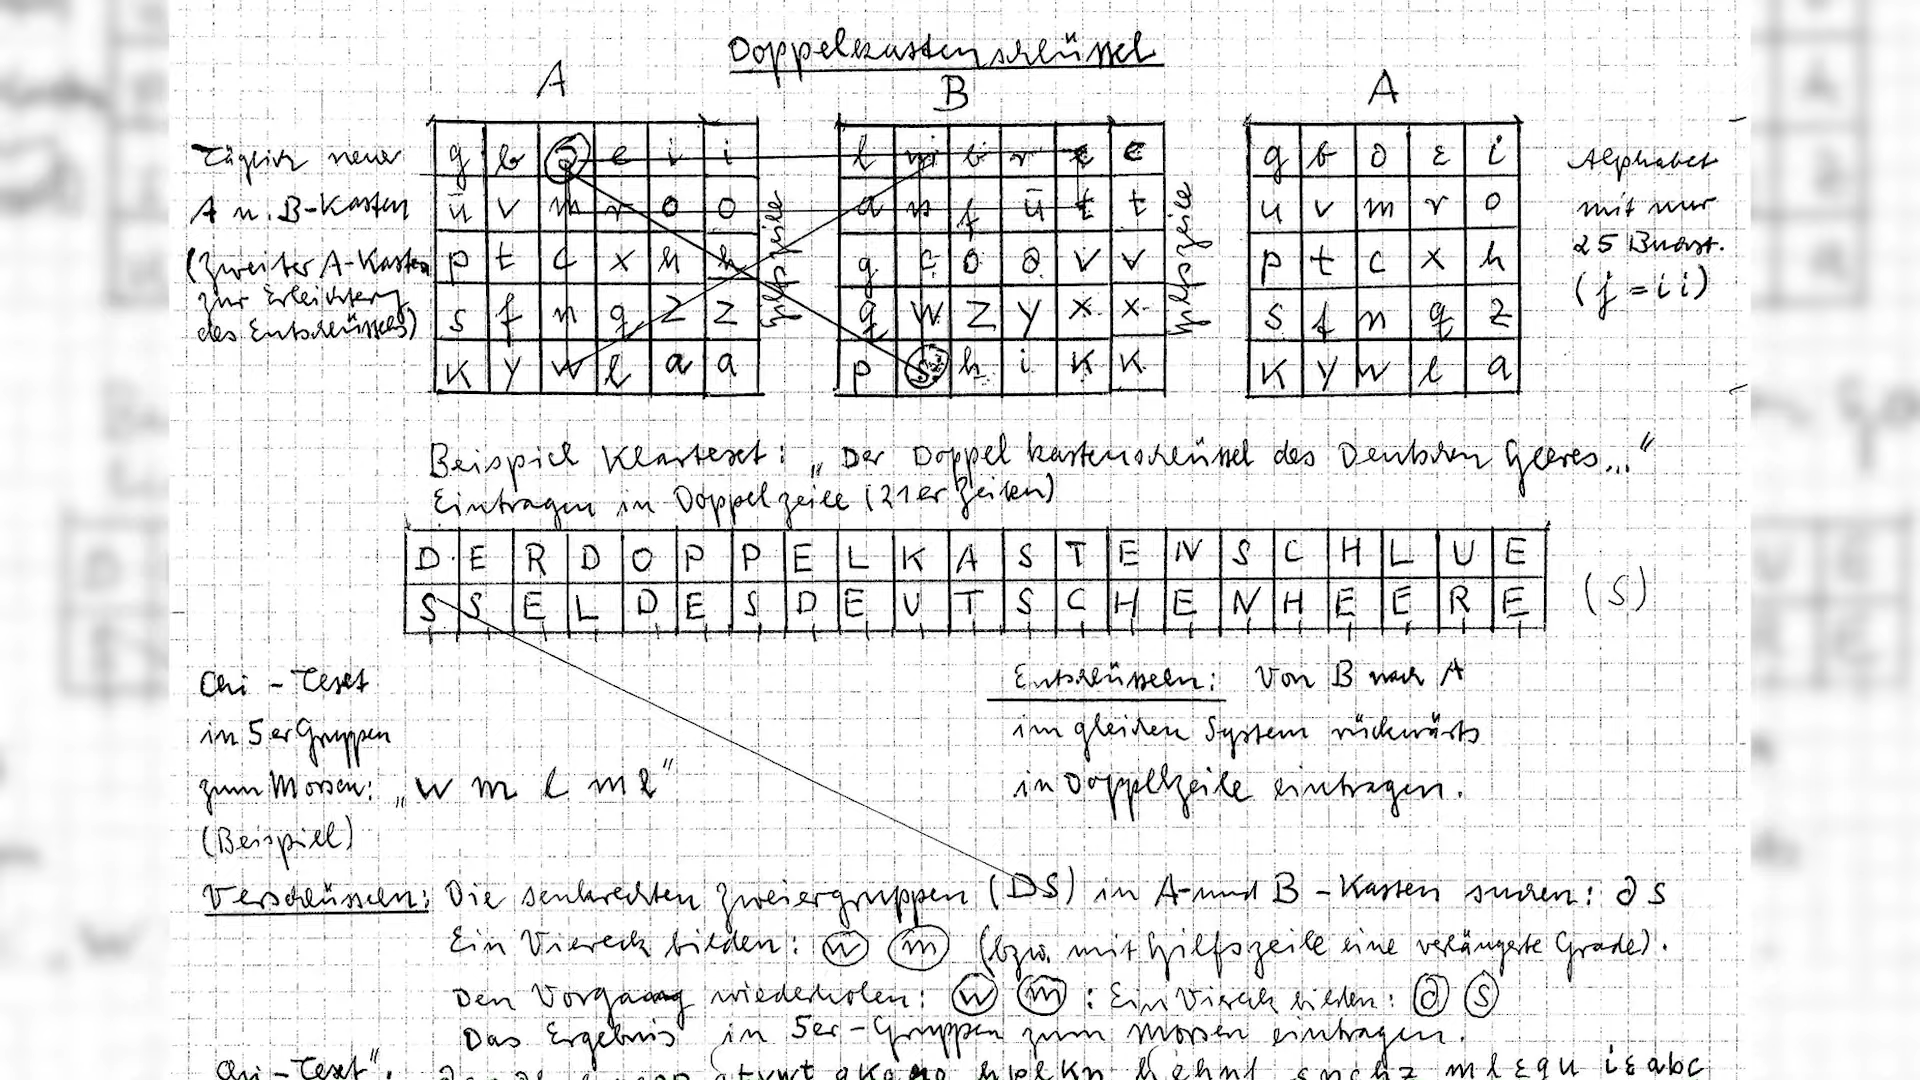 Doppelkastenschlüssel
A B A
Täglich neuer
A u. B-Kasten
(Zweiter A-Kasten
zur Erleichterg
des Entschlüsselns)
g b d e i i
u v m r o o
p t c x h h
s f n q z z
k y w l a a
Hilfszeile
l m b r e e
a n f u t t
g c o d v v
q w z y x x
p s h i k k
Hilfszeile
g b d e i
u v m r o
p t c x h
s f n q z
k y w l a
Alphabet
mit nur
25 Buchst.
(j = i i)
Beispiel Klartext: „Der Doppelkastenschlüssel des Deutschen Heeres..."
Eintragen in Doppelzeile (21er Zeilen)
D E R D O P P E L K A S T E N S C H L U E
S S E L D E S D E U T S C H E N H E E R E (S)
Chi-Text
in 5er Gruppen
zum Morsen: „w m l m l"
(Beispiel)
Entschlüsseln: Von B nach A
im gleichen System rückwärts
in Doppelzeile eintragen.
Verschlüsseln: Die senkrechten Zweiergruppen (DS) in A- und B-Kasten suchen: d s
Ein Viereck bilden: w m (bzw. mit Hilfszeile eine verlängerte Grade).
Den Vorgang wiederholen: w m : Ein Viereck bilden: d s
Das Ergebnis in 5er-Gruppen zum Morsen eintragen.
Chi-Text":